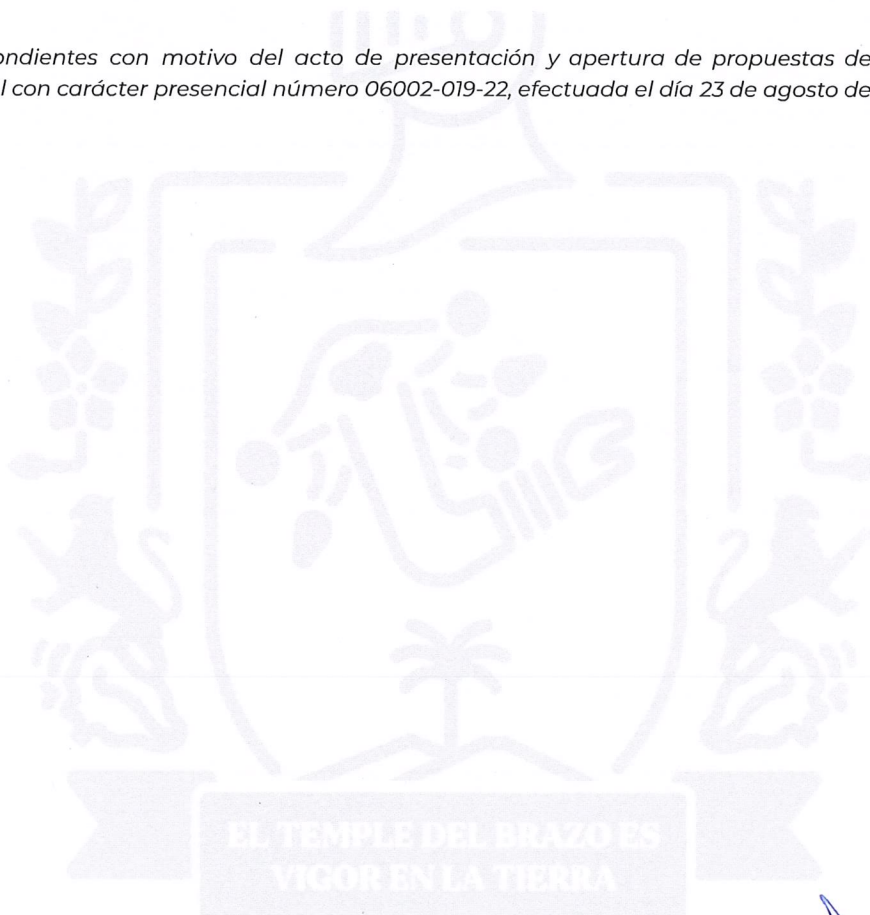 ondientes con motivo del acto de presentación y apertura de propuestas de
l con carácter presencial número 06002-019-22, efectuada el día 23 de agosto de
EL TEMPLE DEL BRAZO ES
VIGOR EN LA TIERRA